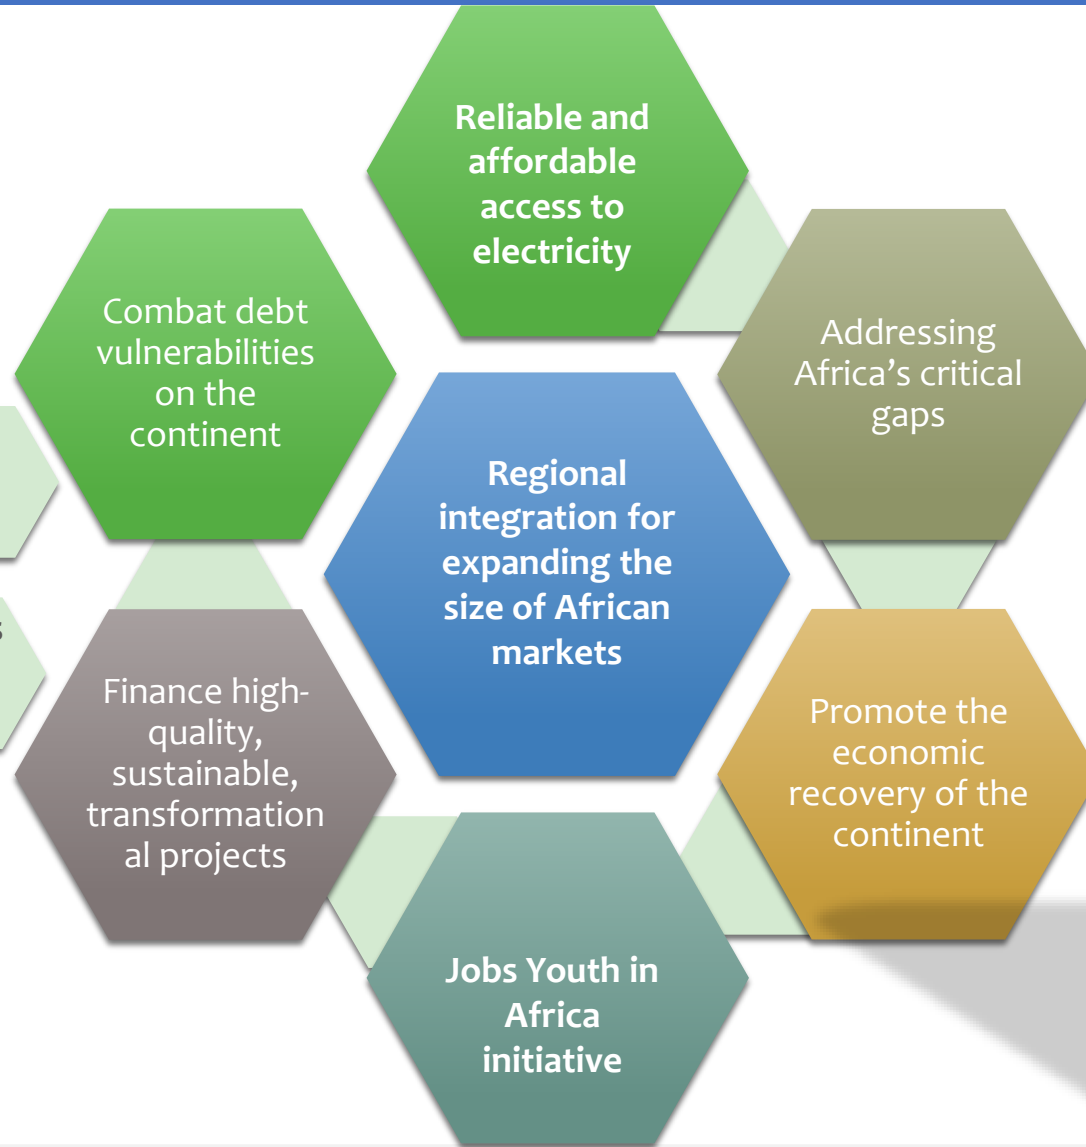 Reliable and
affordable
access to
electricity
Combat debt
vulnerabilities
on the
continent
Addressing
Africa's critical
gaps
Regional
integration for
expanding the
size of African
markets
Finance high-
quality,
sustainable,
transformation
al projects
Promote the
economic
recovery of the
continent
Jobs Youth in
Africa
initiative